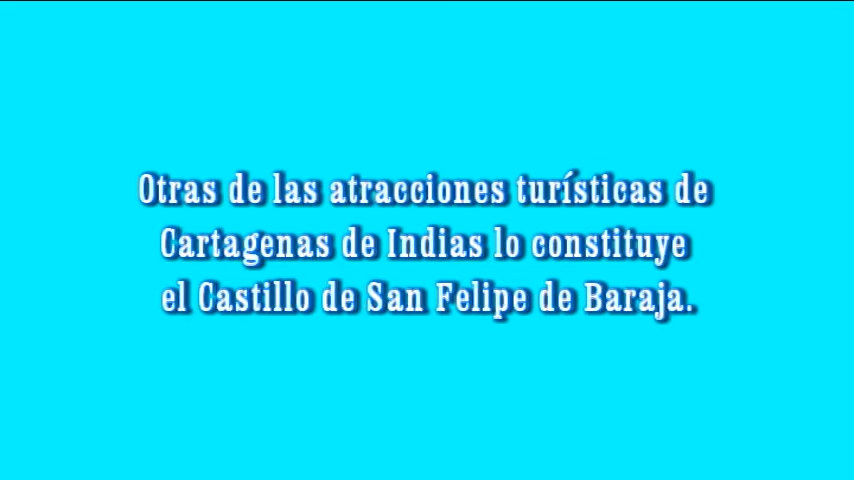 Otras de las atracciones turísticas de
Cartagenas de Indias lo constituye
el Castillo de San Felipe de Baraja.